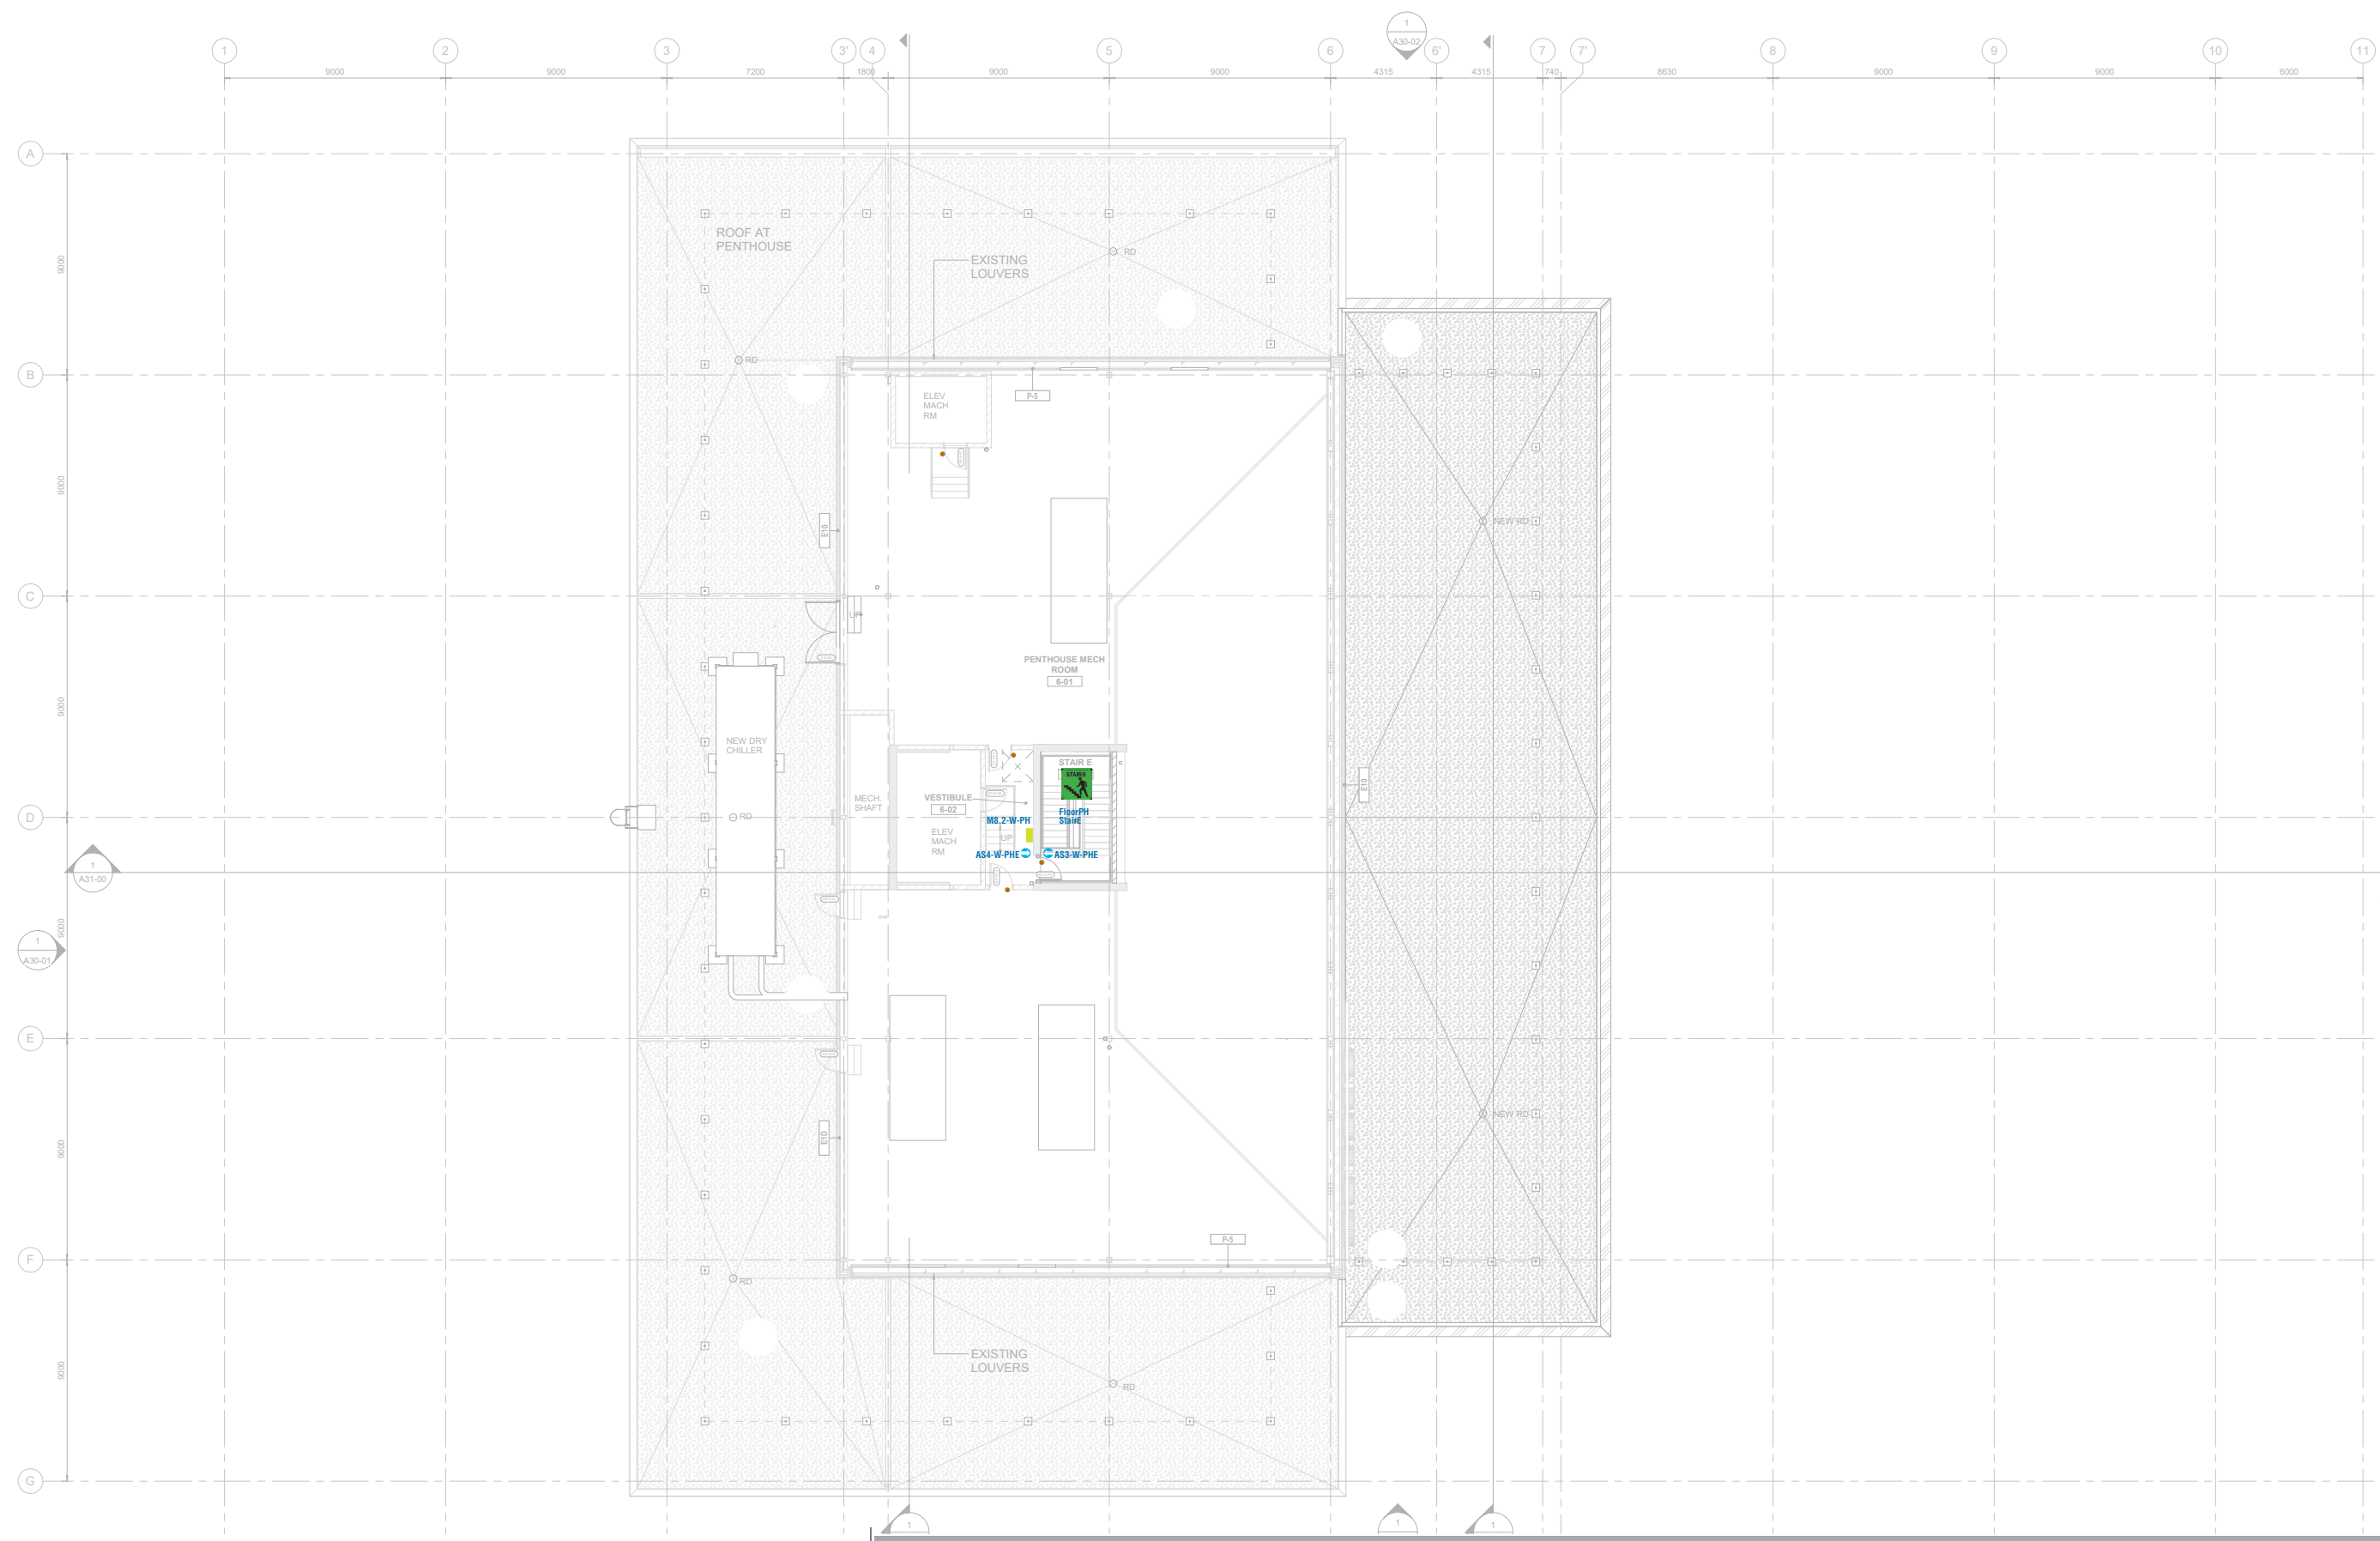 1
A30-02
1
2
3
3'
4
5
6
6'
7
7'
8
9
10
11
9000
9000
7200
1800
9000
9000
4315
4315
740
8630
9000
9000
6000
A
B
C
D
E
F
G
9000
9000
9000
9000
9000
9000
ROOF AT
PENTHOUSE
EXISTING
LOUVERS
RD
RD
ELEV
MACH
RM
P-5
E10
NEW RD
UP
PENTHOUSE MECH
ROOM
6-01
NEW DRY
CHILLER
STAIR E
STAIRS
MECH.
SHAFT
VESTIBULE
6-02
FloorPH
StairE
M8.2-W-PH
RD
ELEV
MACH
RM
UP
AS4-W-PHE
AS3-W-PHE
E10
1
A31-00
1
A30-01
E10
NEW RD
P-5
RD
EXISTING
LOUVERS
RD
1
1
1